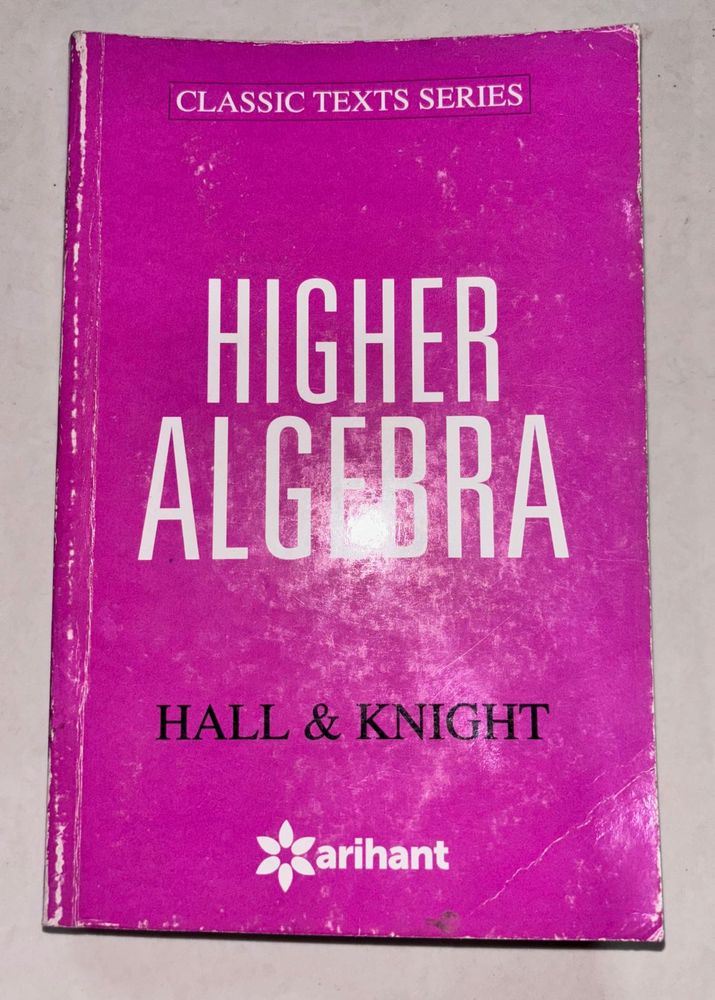 CLASSIC TEXTS SERIES
HIGHER
ALGEBRA
HALL & KNIGHT
arihant